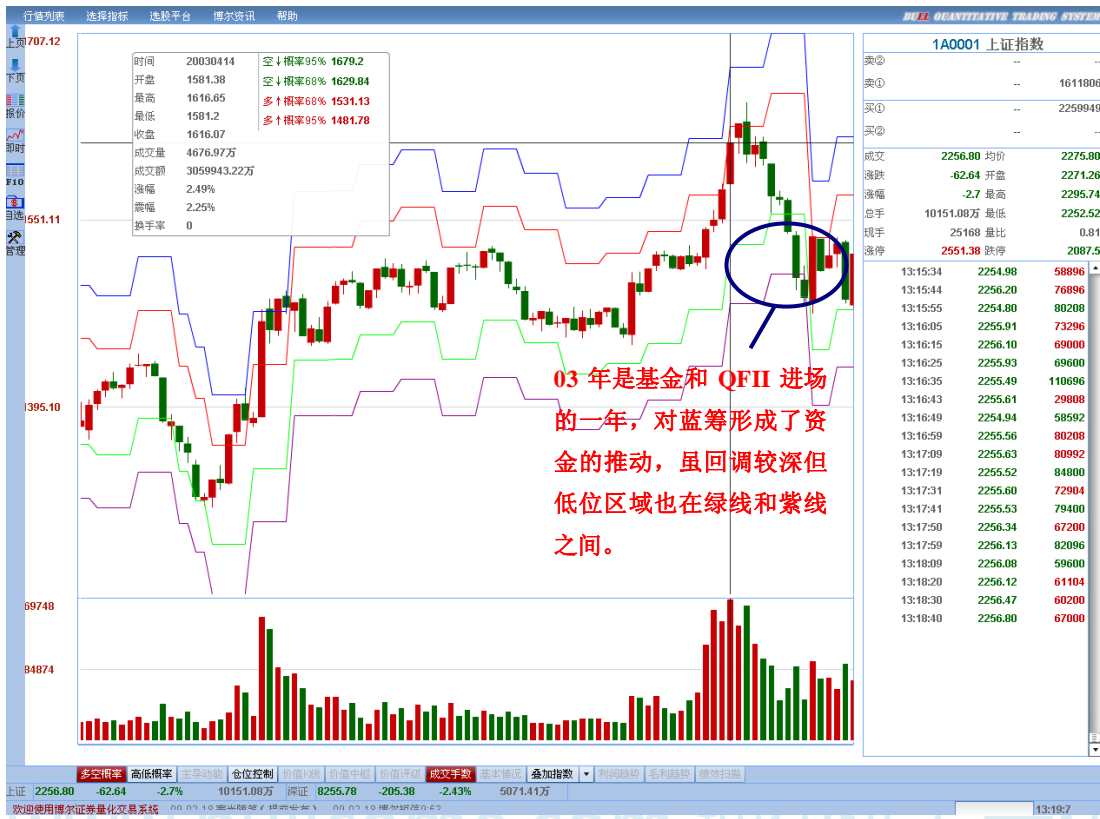 行情列表 选择指标 选股平台 博尔资讯 帮助
BULL QUANTITATIVE TRADING SYSTEM
上页
下页
报价
即时
F10
自选
管理
707.12
551.11
395.10
69748
84874
时间 20030414 空↓概率95% 1679.2
开盘 1581.38 空↓概率68% 1629.84
最高 1616.65 多↑概率68% 1531.13
最低 1581.2 多↑概率95% 1481.78
收盘 1616.07
成交量 4676.97万
成交额 3059943.22万
涨幅 2.49%
震幅 2.25%
换手率 0
03 年是基金和 QFII 进场
的一年，对蓝筹形成了资
金的推动，虽回调较深但
低位区域也在绿线和紫线
之间。
1A0001 上证指数
卖② -- --
卖① -- 1611806
买① -- 2259949
买② -- --
成交 2256.80 均价 2275.80
涨跌 -62.64 开盘 2271.26
涨幅 -2.7 最高 2295.74
总手 10151.08万 最低 2252.52
现手 25168 量比 0.81
涨停 2551.38 跌停 2087.5
13:15:34 2254.98 58896
13:15:44 2256.20 76896
13:15:55 2254.80 80208
13:16:05 2255.91 73296
13:16:15 2256.10 69000
13:16:25 2255.93 69600
13:16:35 2255.49 110696
13:16:43 2255.61 29808
13:16:49 2254.94 58592
13:16:59 2255.56 80208
13:17:09 2255.63 80992
13:17:19 2255.52 84800
13:17:31 2255.60 72904
13:17:41 2255.53 79400
13:17:50 2256.34 67200
13:17:59 2256.13 82096
13:18:09 2256.08 59600
13:18:20 2256.12 61104
13:18:30 2256.47 60200
13:18:40 2256.80 67000
多空概率 高低概率 主导动能 仓位控制 价值K线 价值中枢 价值评级 成交手数 基本情况 叠加指数 利润趋势 毛利趋势 绩效扫描
上证 2256.80 -62.64 -2.7% 10151.08万 深证 8255.78 -205.38 -2.43% 5071.41万
欢迎使用博尔证券量化交易系统 13:19:7